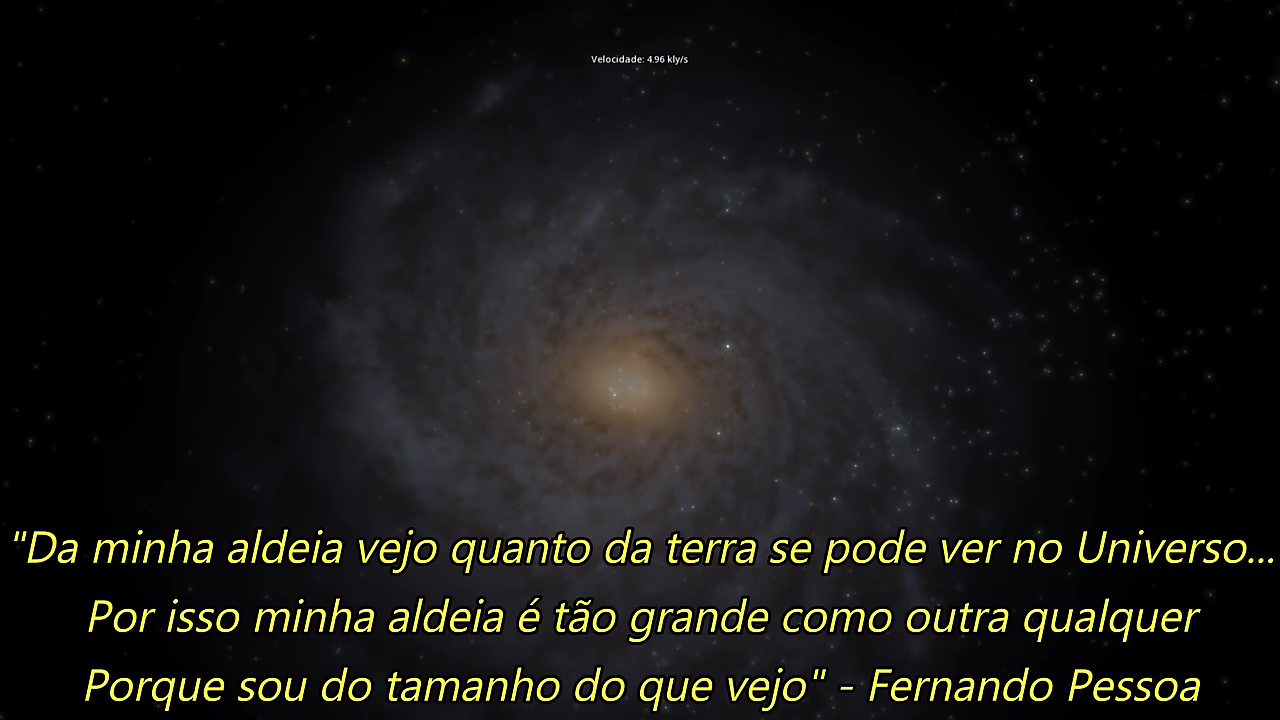 Velocidade: 4.96 kly/s
"Da minha aldeia vejo quanto da terra se pode ver no Universo...
Por isso minha aldeia é tão grande como outra qualquer
Porque sou do tamanho do que vejo" - Fernando Pessoa